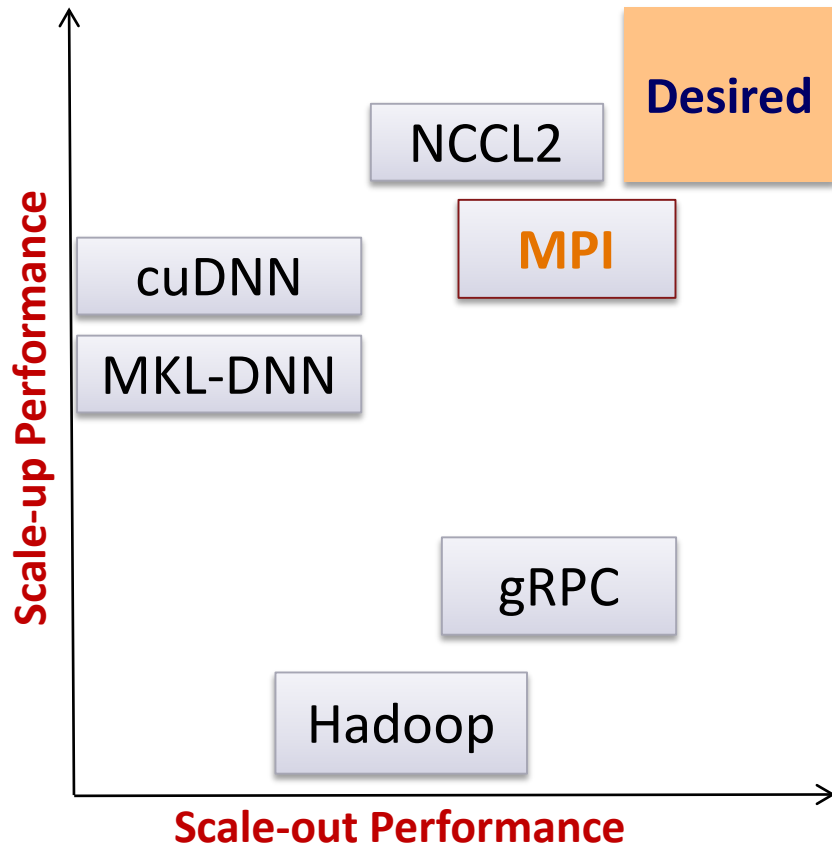 Desired
NCCL2
MPI
cuDNN
MKL-DNN
gRPC
Hadoop
Scale-up Performance
Scale-out Performance